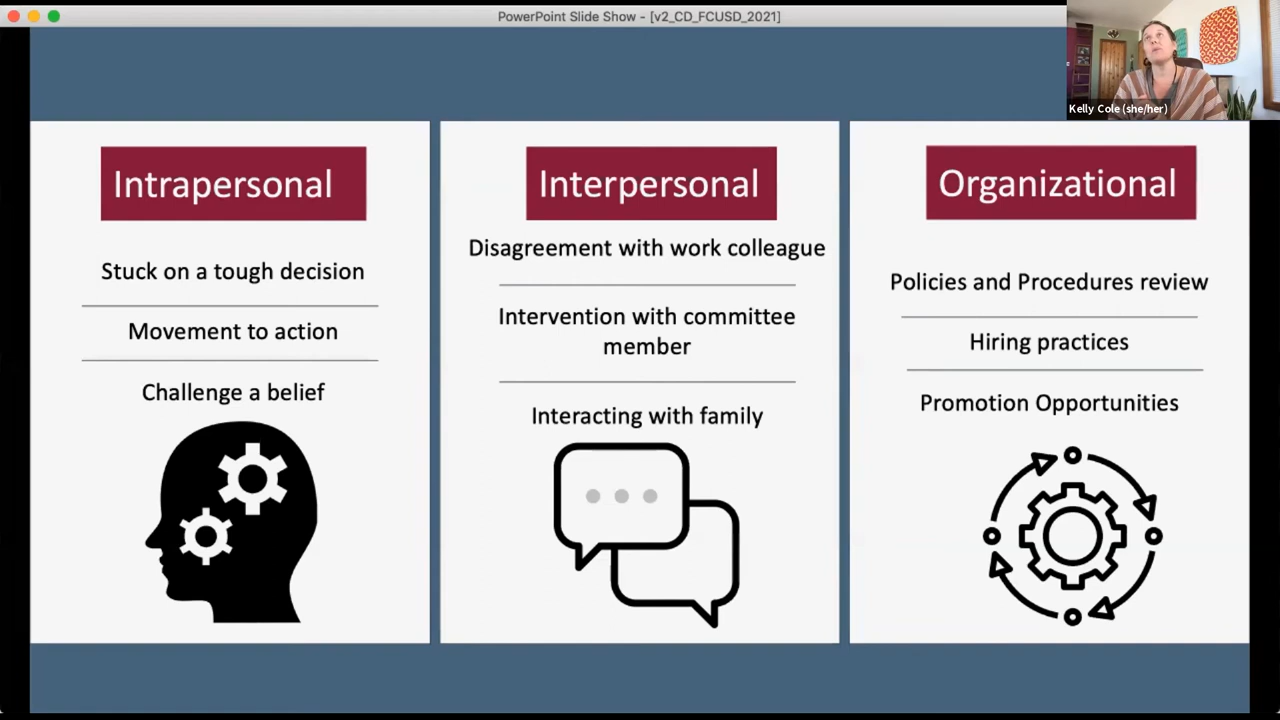 PowerPoint Slide Show - [v2_CD_FCUSD_2021]
Kelly Cole (she/her)
Intrapersonal
Stuck on a tough decision
Movement to action
Challenge a belief
Interpersonal
Disagreement with work colleague
Intervention with committee
member
Interacting with family
Organizational
Policies and Procedures review
Hiring practices
Promotion Opportunities